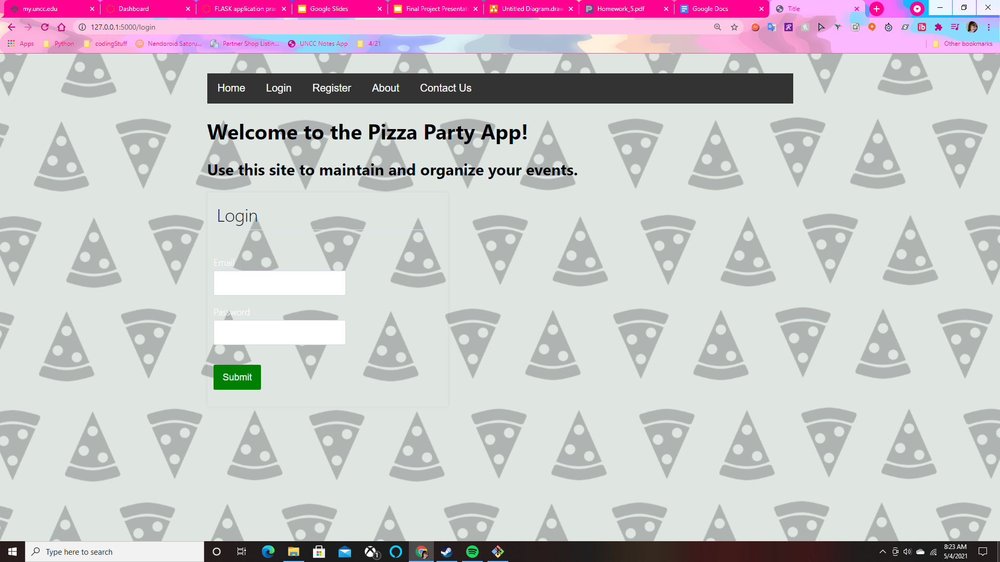 my.uncc.edu
Dashboard
FLASK application prac
Google Slides
Final Project Presentati
Untitled Diagram.draw
Homework_5.pdf
Google Docs
Title
127.0.0.1:5000/login
Apps
Python
codingStuff
Nendoroid Satoru...
Partner Shop Listin...
UNCC Notes App
4/21
Other bookmarks
Home Login Register About Contact Us
Welcome to the Pizza Party App!
Use this site to maintain and organize your events.
Login
Email
Password
Submit
Type here to search
1
8:23 AM
5/4/2021